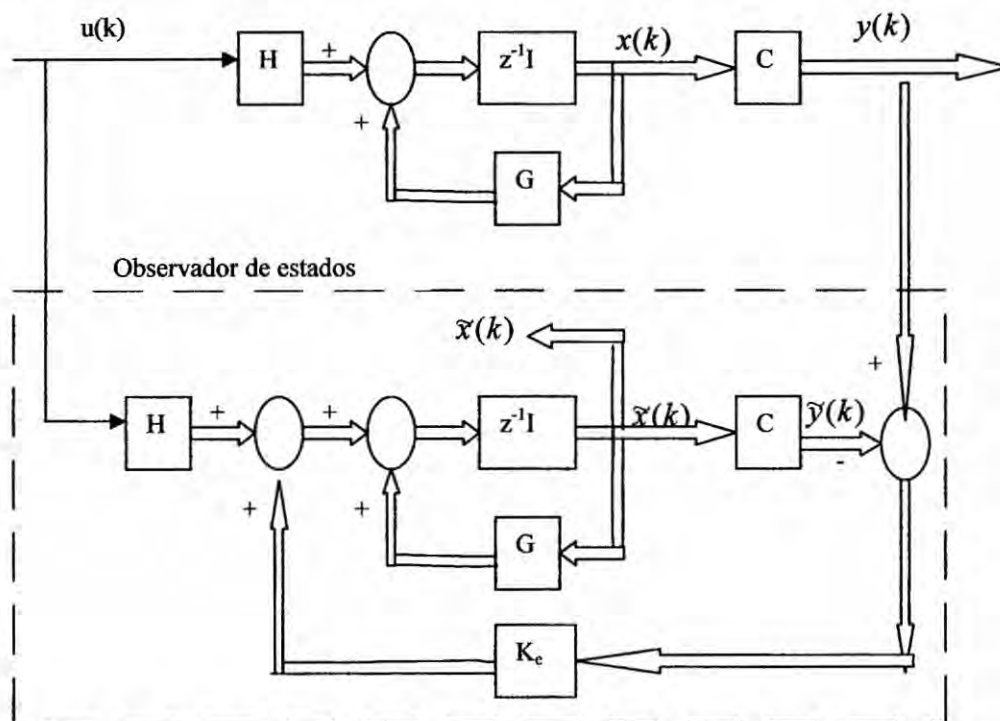 u(k)
H
+
z⁻¹I
x(k)
C
y(k)
+
G
Observador de estados
x̃(k)
+
H
+
+
z⁻¹I
x̃(k)
C
ỹ(k)
-
+
+
G
Kₑ